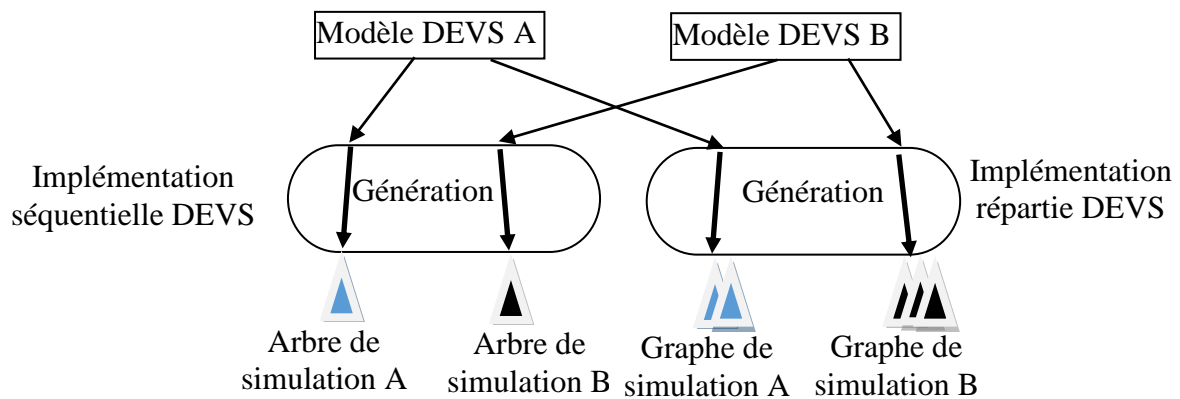 Modèle DEVS A
Modèle DEVS B
Implémentation
séquentielle DEVS
Génération
Génération
Implémentation
répartie DEVS
Arbre de
simulation A
Arbre de
simulation B
Graphe de
simulation A
Graphe de
simulation B